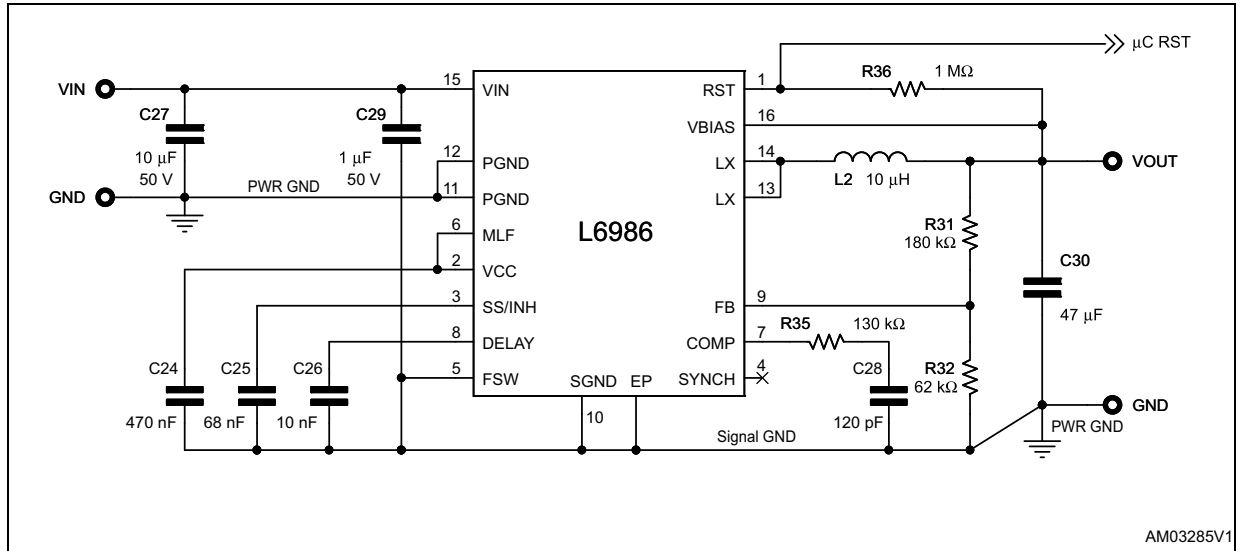 μC RST
R36 1 MΩ
VIN
15 VIN
RST 1
C27
C29
VBIAS 16
10 μF
50 V
1 μF
50 V
12 PGND
LX 14
VOUT
L2 10 μH
PWR GND
GND
11 PGND
LX 13
6 MLF
L6986
R31
180 kΩ
2 VCC
C30
3 SS/INH
FB 9
47 μF
R35 130 kΩ
8 DELAY
COMP 7
C24
C25
C26
C28
5 FSW
SGND
EP
SYNCH 4
R32
62 kΩ
10
GND
470 nF
68 nF
10 nF
120 pF
PWR GND
Signal GND
AM03285V1